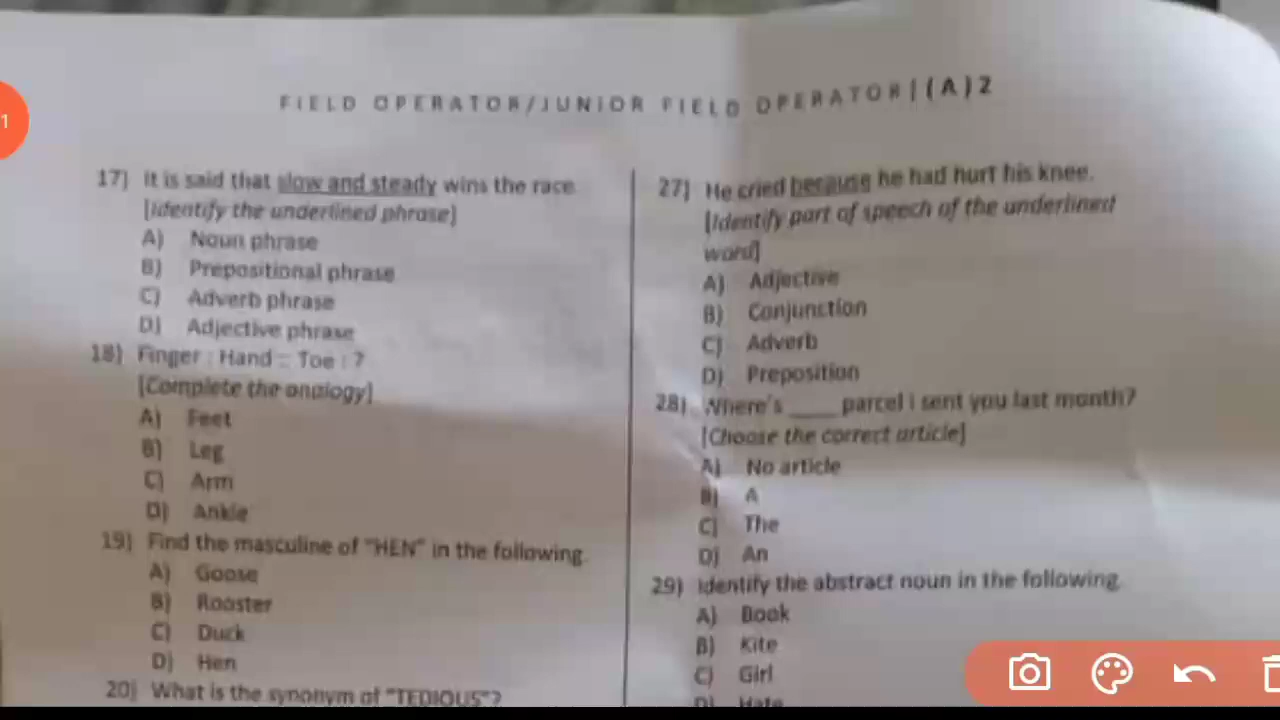 1
FIELD OPERATOR/JUNIOR FIELD OPERATOR|(A)2
17) It is said that slow and steady wins the race.
[Identify the underlined phrase]
A) Noun phrase
B) Prepositional phrase
C) Adverb phrase
D) Adjective phrase
18) Finger : Hand :: Toe : ?
[Complete the analogy]
A) Feet
B) Leg
C) Arm
D) Ankle
19) Find the masculine of "HEN" in the following.
A) Goose
B) Rooster
C) Duck
D) Hen
20) What is the synonym of "TEDIOUS"?
27) He cried because he had hurt his knee.
[Identify part of speech of the underlined
word]
A) Adjective
B) Conjunction
C) Adverb
D) Preposition
28) Where's ____ parcel I sent you last month?
[Choose the correct article]
A) No article
B) A
C) The
D) An
29) Identify the abstract noun in the following.
A) Book
B) Kite
C) Girl
D) Hate